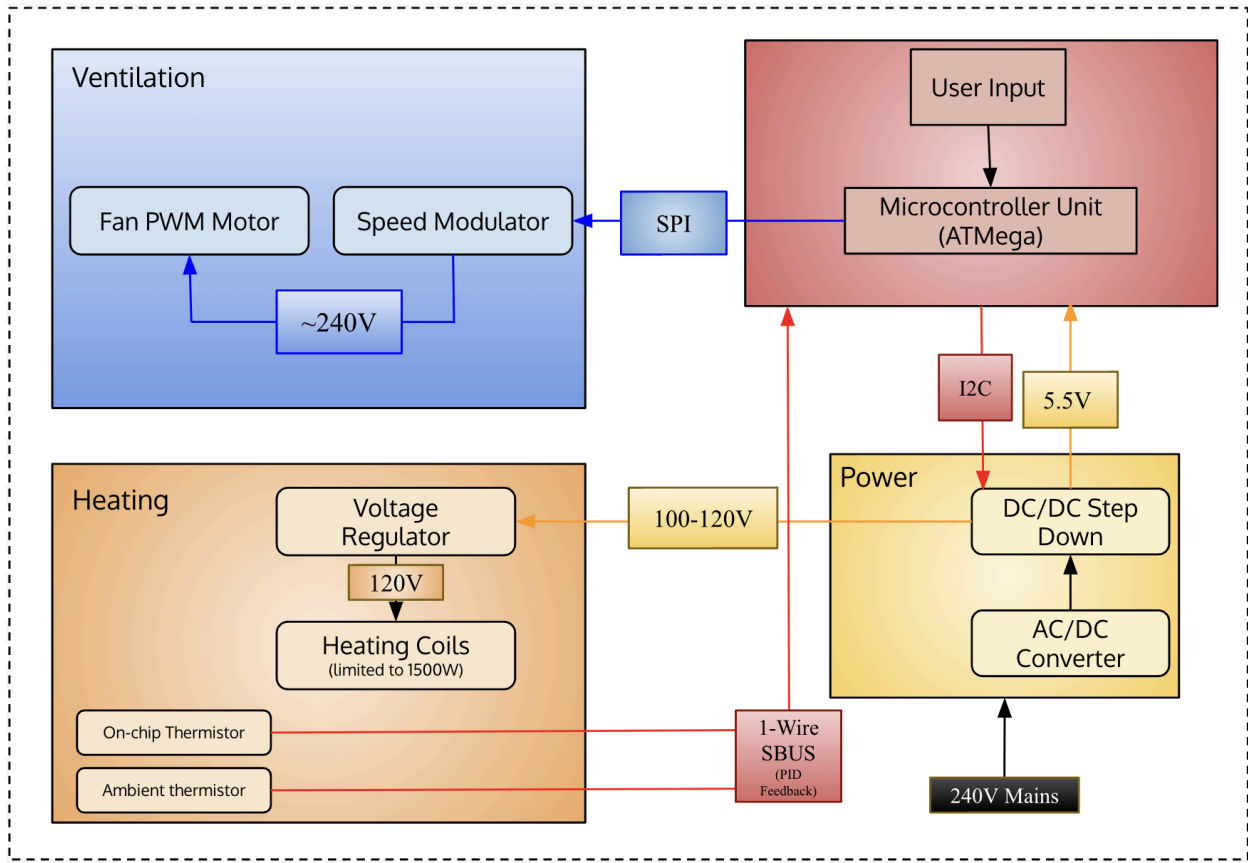 Ventilation
Fan PWM Motor
Speed Modulator
~240V
SPI
User Input
Microcontroller Unit
(ATMega)
I2C
5.5V
Heating
Voltage
Regulator
120V
Heating Coils
(limited to 1500W)
On-chip Thermistor
Ambient thermistor
100-120V
1-Wire
SBUS
(PID
Feedback)
Power
DC/DC Step
Down
AC/DC
Converter
240V Mains